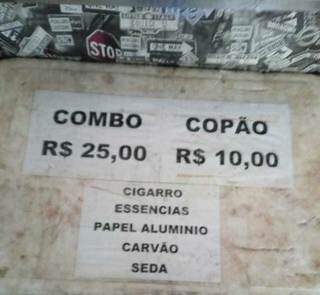 STOP
COMBO COPÃO
R$ 25,00 R$ 10,00
CIGARRO
ESSENCIAS
PAPEL ALUMINIO
CARVÃO
SEDA